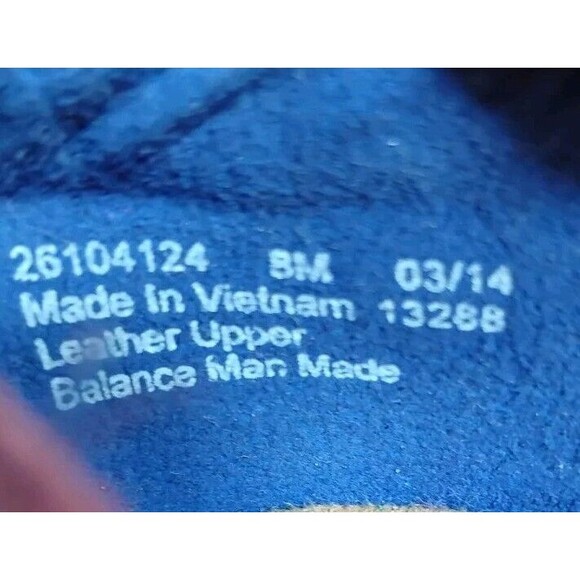 26104124 8M 03/14
Made In Vietnam 13288
Leather Upper
Balance Man Made